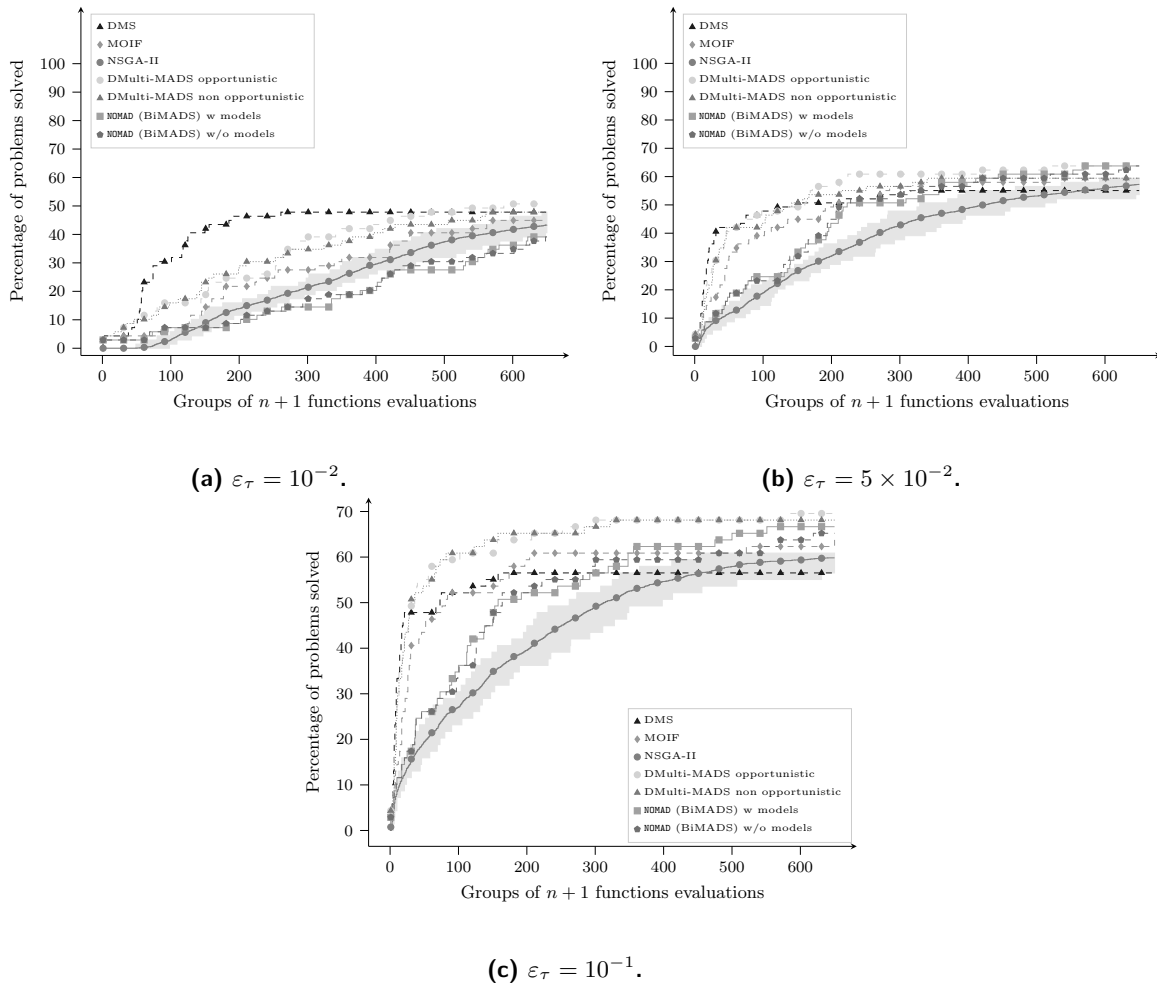 DMS
MOIF
NSGA-II
DMulti-MADS opportunistic
DMulti-MADS non opportunistic
NOMAD (BiMADS) w models
NOMAD (BiMADS) w/o models
Percentage of problems solved
100
90
80
70
60
50
40
30
20
10
0
0 100 200 300 400 500 600
Groups of n + 1 functions evaluations
(a) ε_τ = 10⁻².
DMS
MOIF
NSGA-II
DMulti-MADS opportunistic
DMulti-MADS non opportunistic
NOMAD (BiMADS) w models
NOMAD (BiMADS) w/o models
Percentage of problems solved
100
90
80
70
60
50
40
30
20
10
0
0 100 200 300 400 500 600
Groups of n + 1 functions evaluations
(b) ε_τ = 5 × 10⁻².
Percentage of problems solved
70
60
50
40
30
20
10
0
DMS
MOIF
NSGA-II
DMulti-MADS opportunistic
DMulti-MADS non opportunistic
NOMAD (BiMADS) w models
NOMAD (BiMADS) w/o models
0 100 200 300 400 500 600
Groups of n + 1 functions evaluations
(c) ε_τ = 10⁻¹.